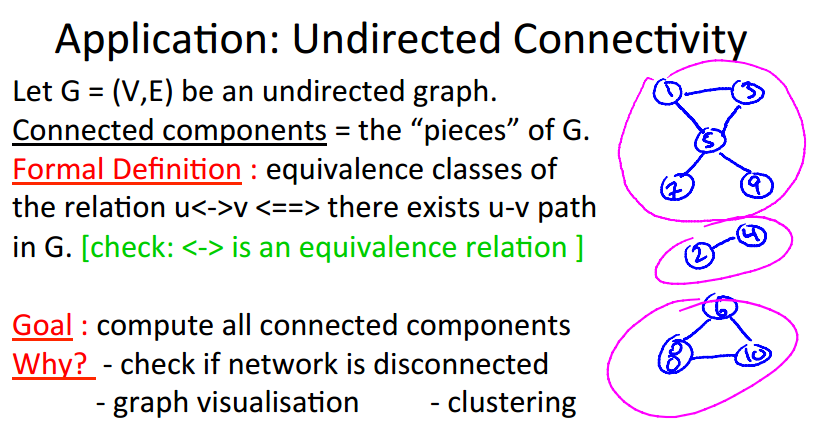 Application: Undirected Connectivity
Let G = (V,E) be an undirected graph.
Connected components = the “pieces” of G.
Formal Definition : equivalence classes of
the relation u<->v <==> there exists u-v path
in G. [check: <-> is an equivalence relation ]
Goal : compute all connected components
Why? - check if network is disconnected
- graph visualisation - clustering
1 3
5
7 9
2 4
6
8 10